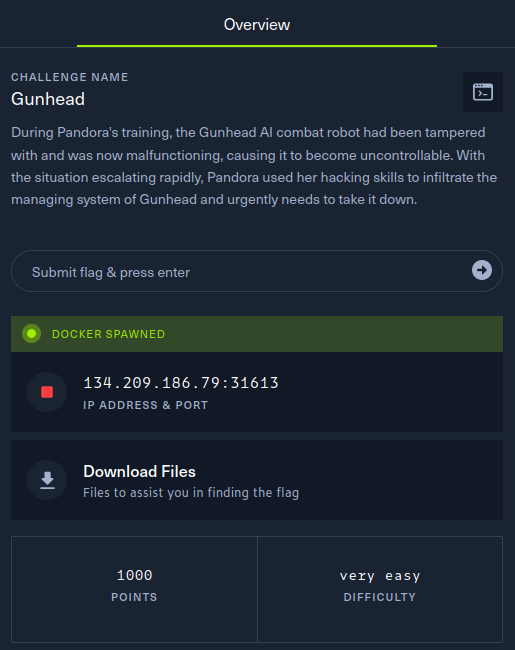 Overview
CHALLENGE NAME
Gunhead
During Pandora's training, the Gunhead AI combat robot had been tampered
with and was now malfunctioning, causing it to become uncontrollable. With
the situation escalating rapidly, Pandora used her hacking skills to infiltrate the
managing system of Gunhead and urgently needs to take it down.
Submit flag & press enter
DOCKER SPAWNED
134.209.186.79:31613
IP ADDRESS & PORT
Download Files
Files to assist you in finding the flag
1000
POINTS
very easy
DIFFICULTY